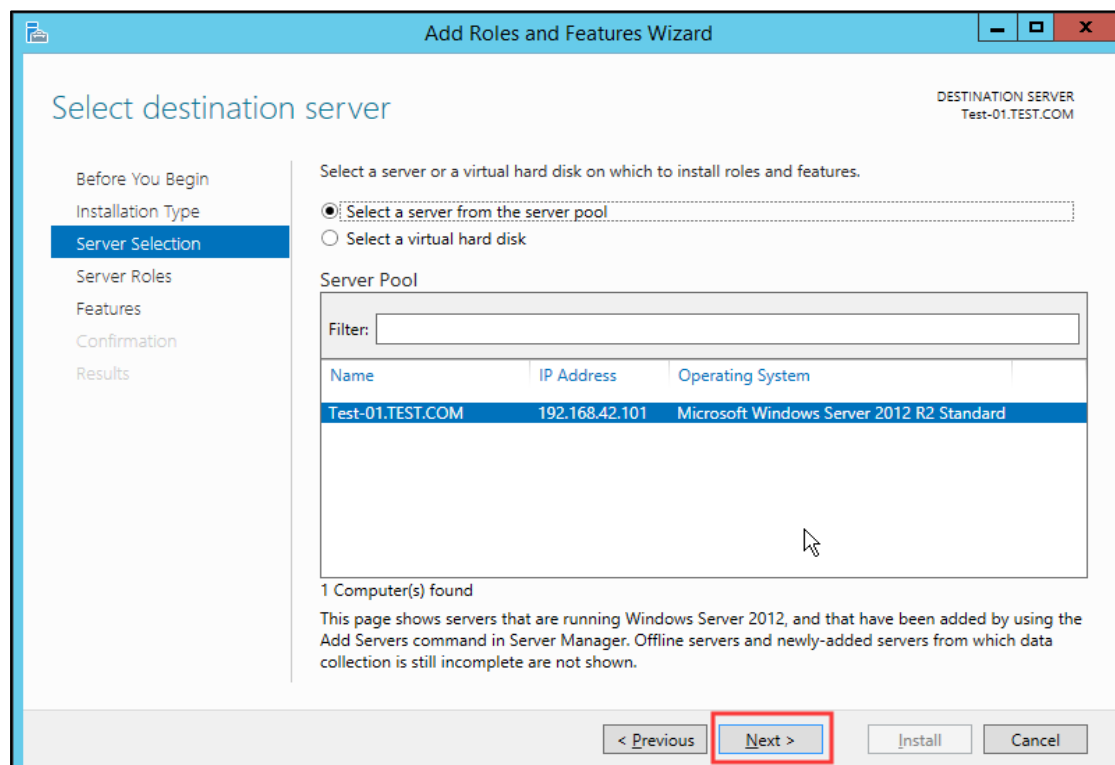 Add Roles and Features Wizard
Select destination server
DESTINATION SERVER
Test-01.TEST.COM
Before You Begin
Installation Type
Server Selection
Server Roles
Features
Confirmation
Results
Select a server or a virtual hard disk on which to install roles and features.
Select a server from the server pool
Select a virtual hard disk
Server Pool
Filter:
Name IP Address Operating System
Test-01.TEST.COM 192.168.42.101 Microsoft Windows Server 2012 R2 Standard
1 Computer(s) found
This page shows servers that are running Windows Server 2012, and that have been added by using the
Add Servers command in Server Manager. Offline servers and newly-added servers from which data
collection is still incomplete are not shown.
< Previous Next > Install Cancel